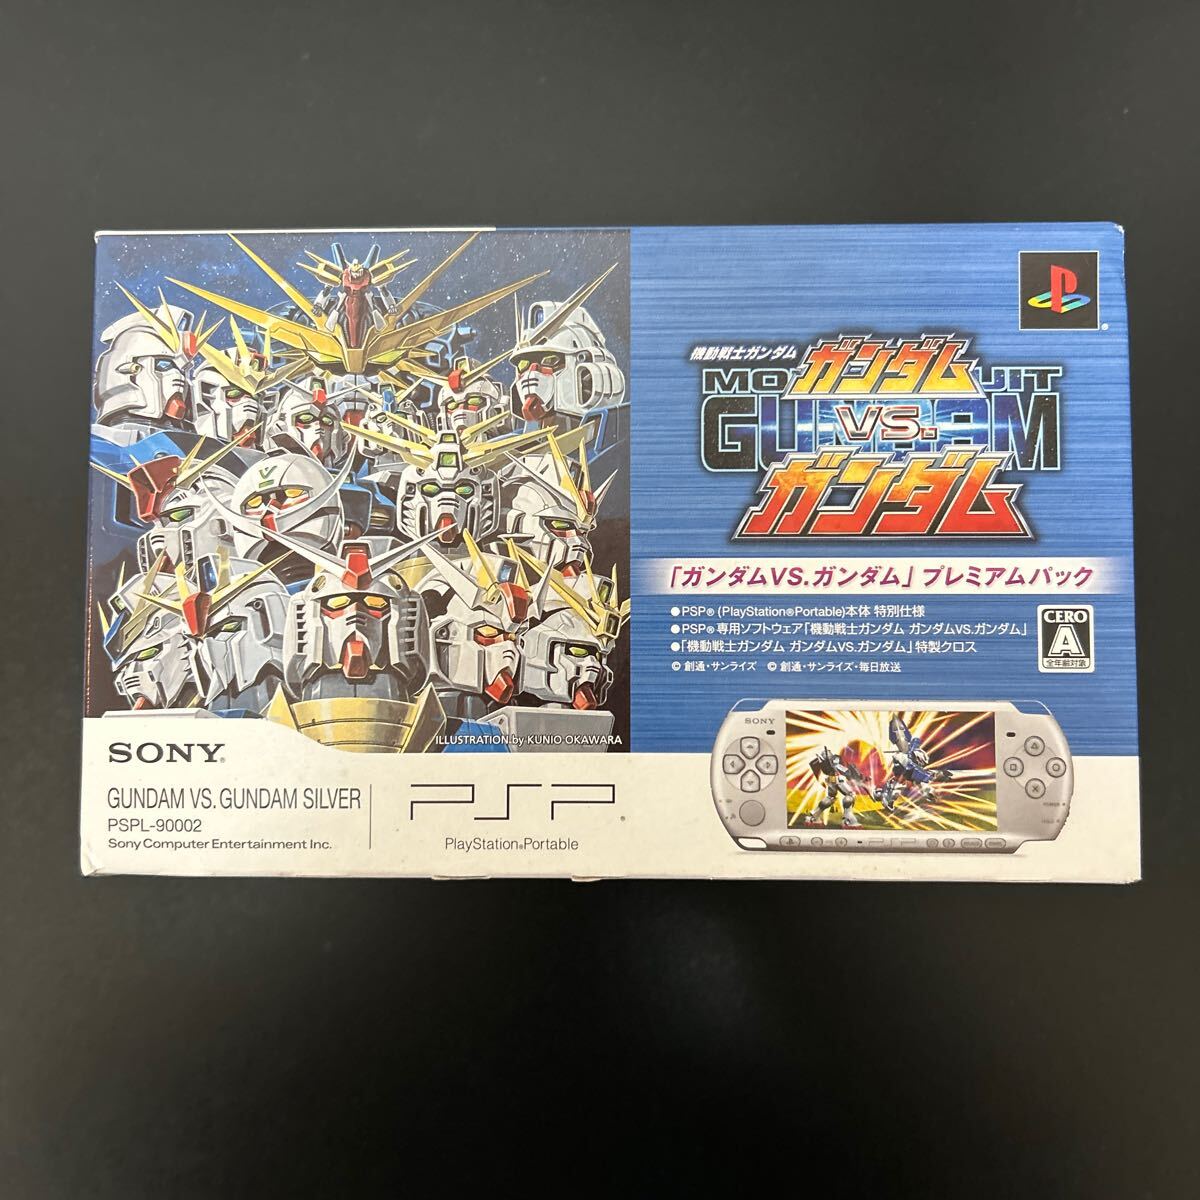 機動戦士ガンダム
MO UIT
GUNDAM
ガンダム
VS.
ガンダム
「ガンダムVS.ガンダム」プレミアムパック
●PSP® (PlayStation®Portable)本体 特別仕様
●PSP® 専用ソフトウェア「機動戦士ガンダム ガンダムVS.ガンダム」
●「機動戦士ガンダム ガンダムVS.ガンダム」特製クロス
© 創通・サンライズ © 創通・サンライズ・毎日放送
CERO
A
全年齢対象
ILLUSTRATION by KUNIO OKAWARA
SONY®
GUNDAM VS. GUNDAM SILVER
PSPL-90002
Sony Computer Entertainment Inc.
PSP®
PlayStation®Portable
SONY